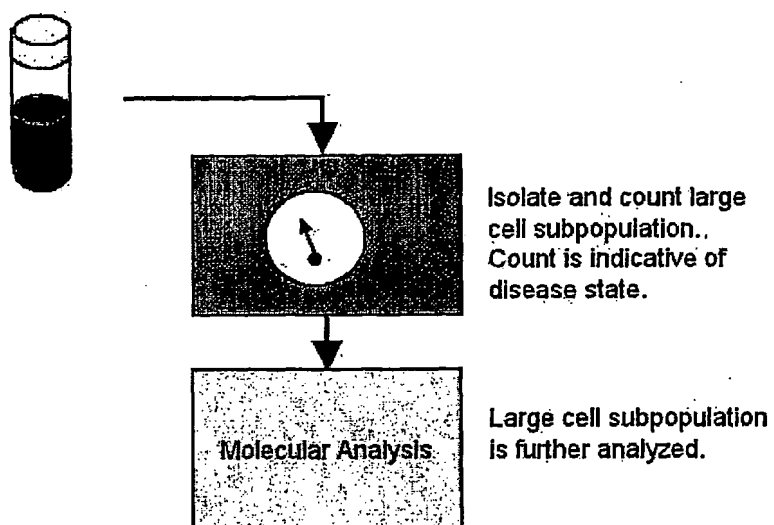 Isolate and count large
cell subpopulation..
Count is indicative of
disease state.
Molecular Analysis
Large cell subpopulation
is further analyzed.